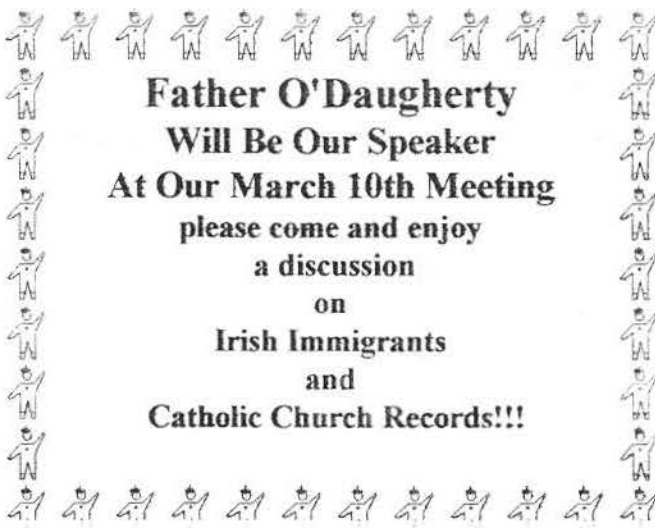 Father O'Daugherty
Will Be Our Speaker
At Our March 10th Meeting
please come and enjoy
a discussion
on
Irish Immigrants
and
Catholic Church Records!!!